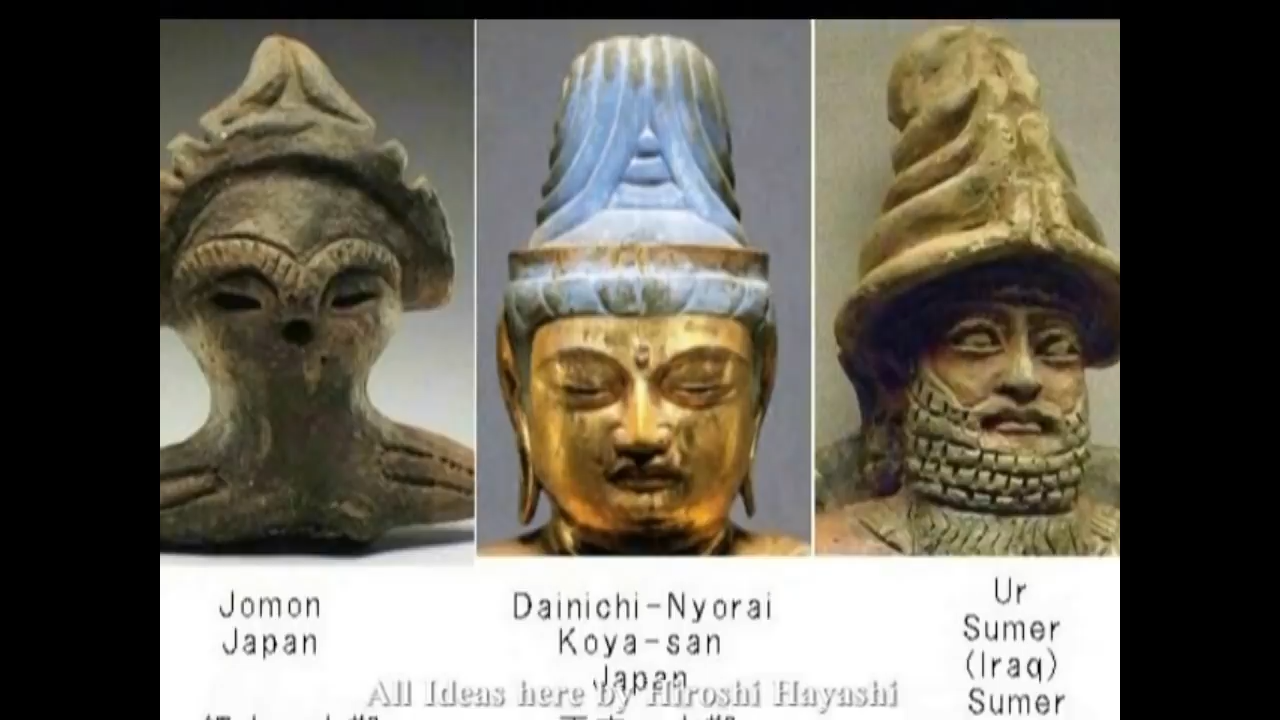 Jomon
Japan
Dainichi-Nyorai
Koya-san
Japan
Ur
Sumer
(Iraq)
Sumer
All Ideas here by Hiroshi Hayashi